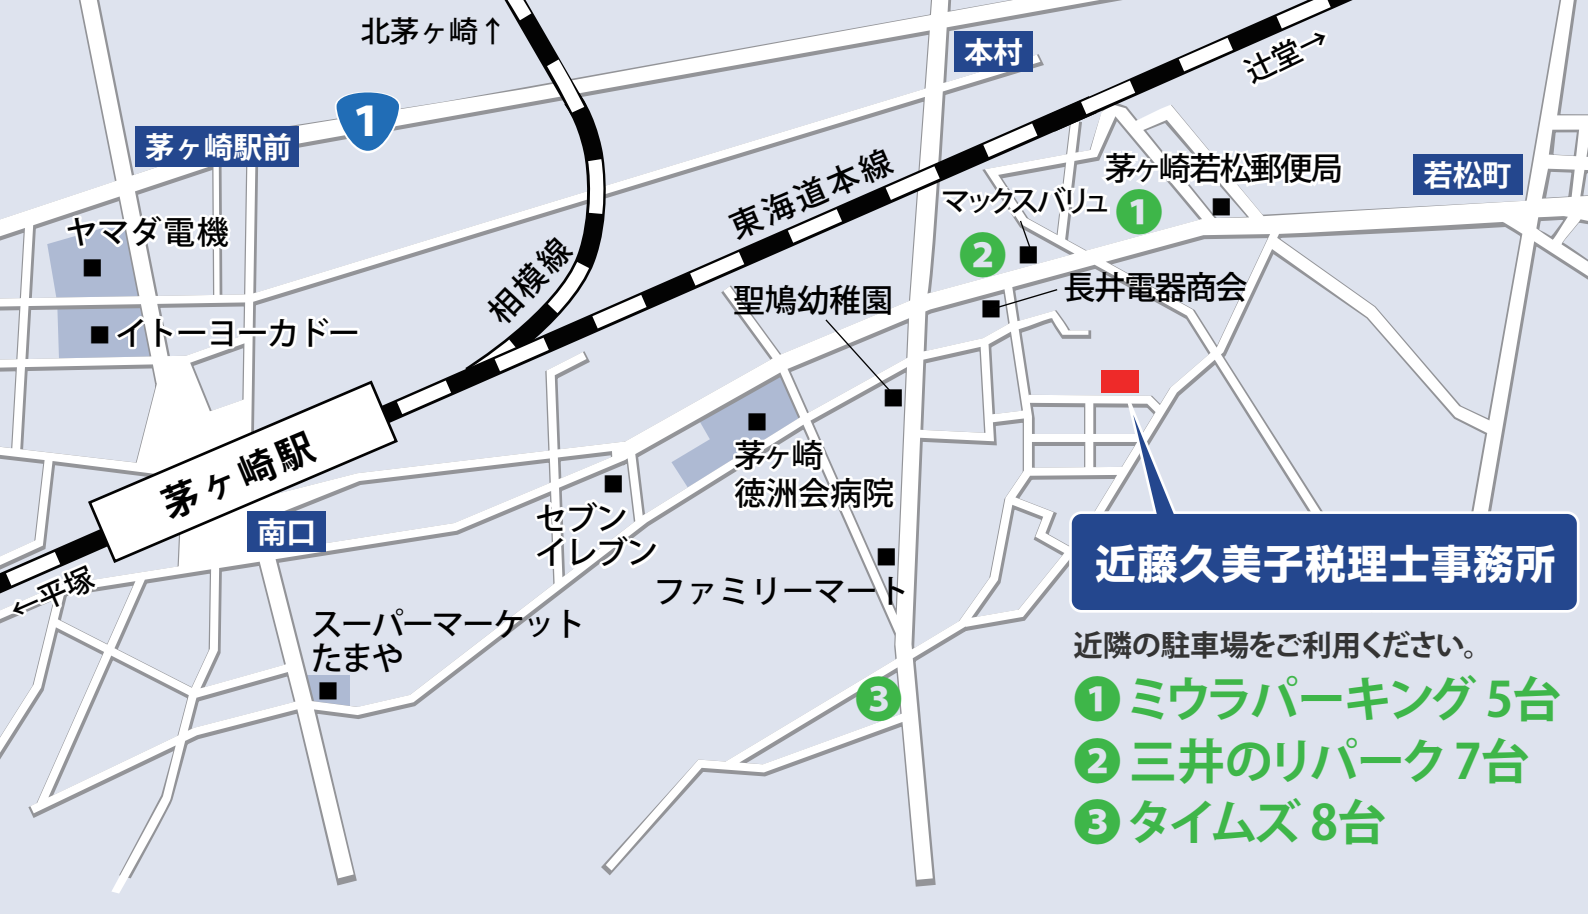 北茅ヶ崎↑
本村
辻堂→
1
茅ヶ崎駅前
東海道本線
茅ヶ崎若松郵便局
若松町
マックスバリュ
1
ヤマダ電機
2
相模線
聖鳩幼稚園
長井電器商会
イトーヨーカドー
茅ヶ崎駅
茅ヶ崎
徳洲会病院
南口
セブン
イレブン
近藤久美子税理士事務所
←平塚
ファミリーマート
スーパーマーケット
たまや
近隣の駐車場をご利用ください。
3
1 ミウラパーキング 5台
2 三井のリパーク 7台
3 タイムズ 8台